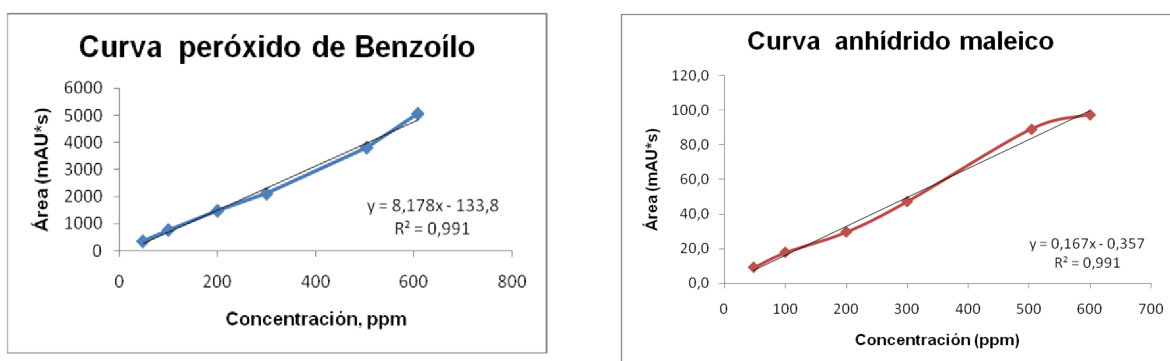 Curva peróxido de Benzoílo
6000
5000
4000
3000
2000
1000
0
Área (mAU*s)
y = 8,178x - 133,8
R² = 0,991
0 200 400 600 800
Concentración, ppm
Curva anhídrido maleico
120,0
100,0
80,0
60,0
40,0
20,0
0,0
Área (mAU*s)
y = 0,167x - 0,357
R² = 0,991
0 100 200 300 400 500 600 700
Concentración (ppm)